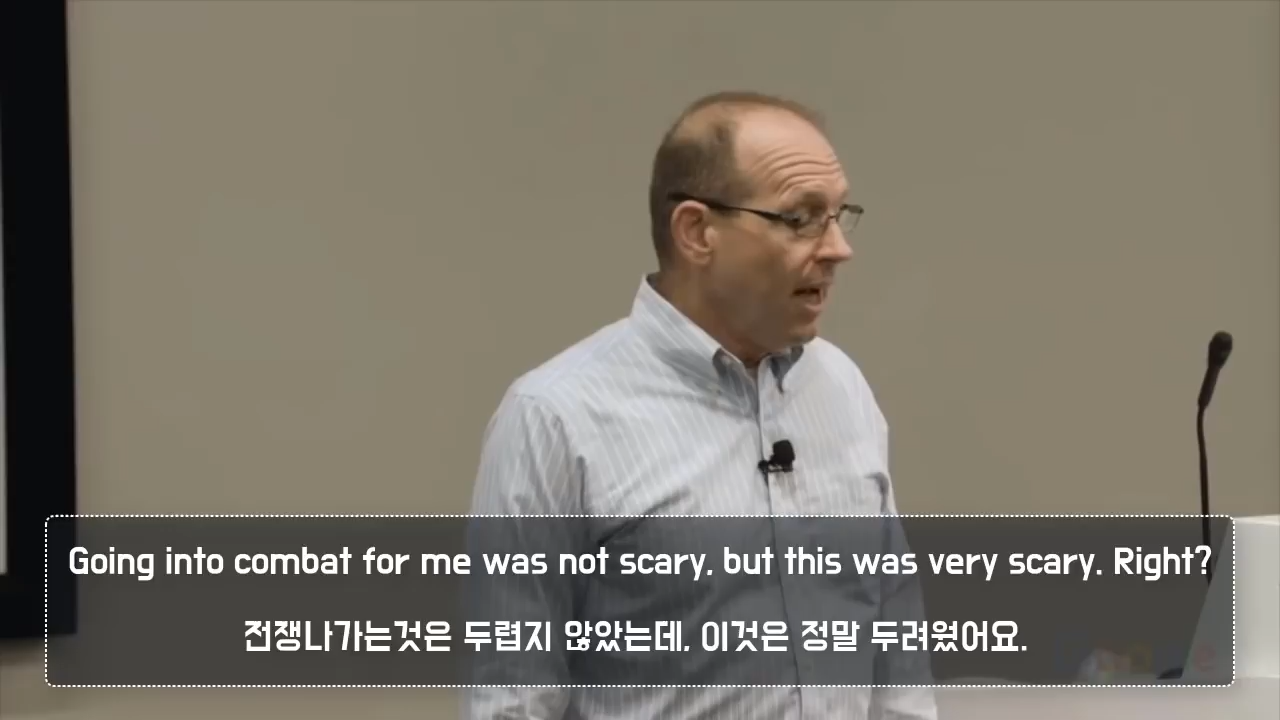 Going into combat for me was not scary, but this was very scary. Right?
전쟁나가는것은 두렵지 않았는데, 이것은 정말 두려웠어요.